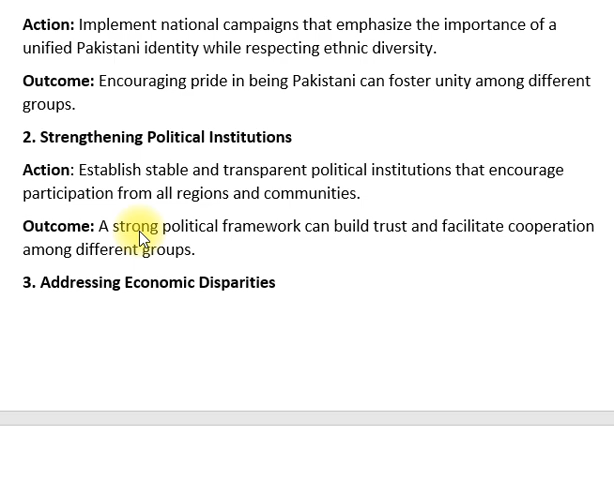 Action: Implement national campaigns that emphasize the importance of a
unified Pakistani identity while respecting ethnic diversity.
Outcome: Encouraging pride in being Pakistani can foster unity among different
groups.
2. Strengthening Political Institutions
Action: Establish stable and transparent political institutions that encourage
participation from all regions and communities.
Outcome: A strong political framework can build trust and facilitate cooperation
among different groups.
3. Addressing Economic Disparities